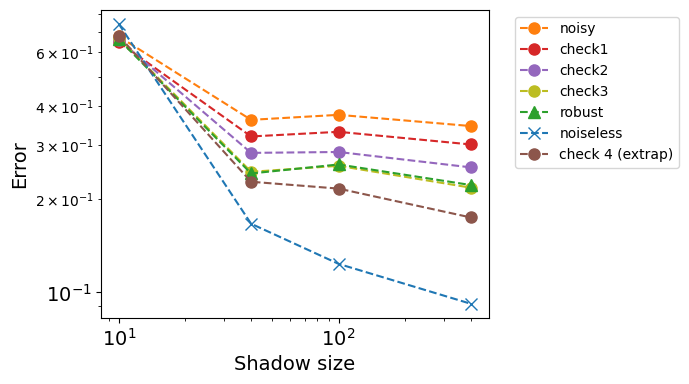 Error
6 × 10⁻¹
4 × 10⁻¹
3 × 10⁻¹
2 × 10⁻¹
10⁻¹
10¹
10²
Shadow size
noisy
check1
check2
check3
robust
noiseless
check 4 (extrap)